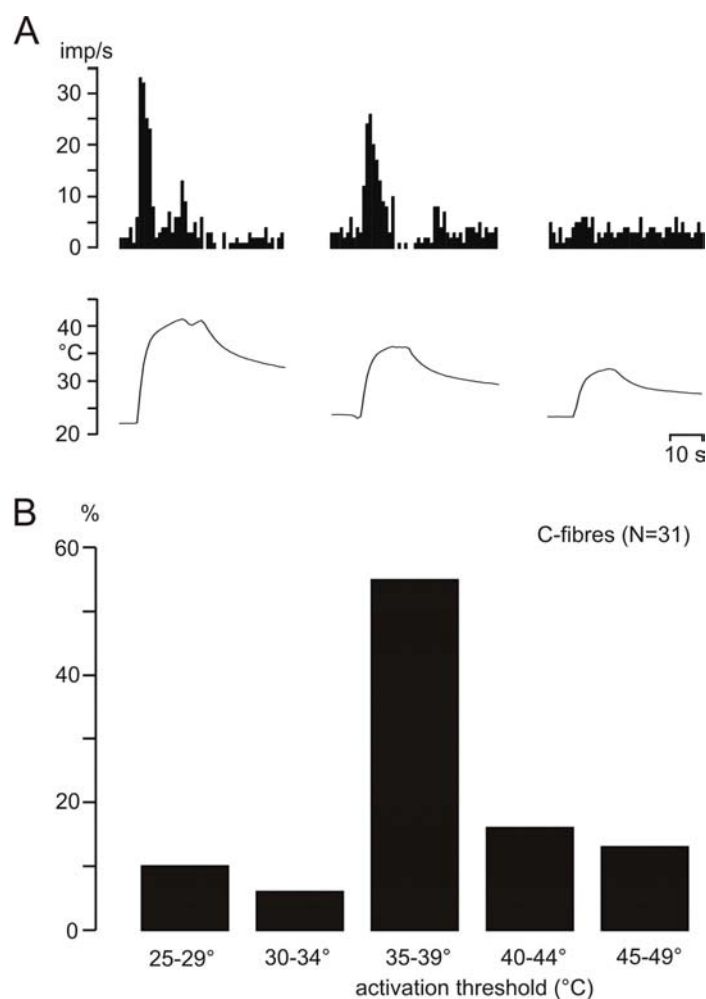 A
imp/s
30
20
10
0
40
°C
30
20
10 s
B
%
C-fibres (N=31)
60
40
20
0
25-29° 30-34° 35-39° 40-44° 45-49°
activation threshold (°C)